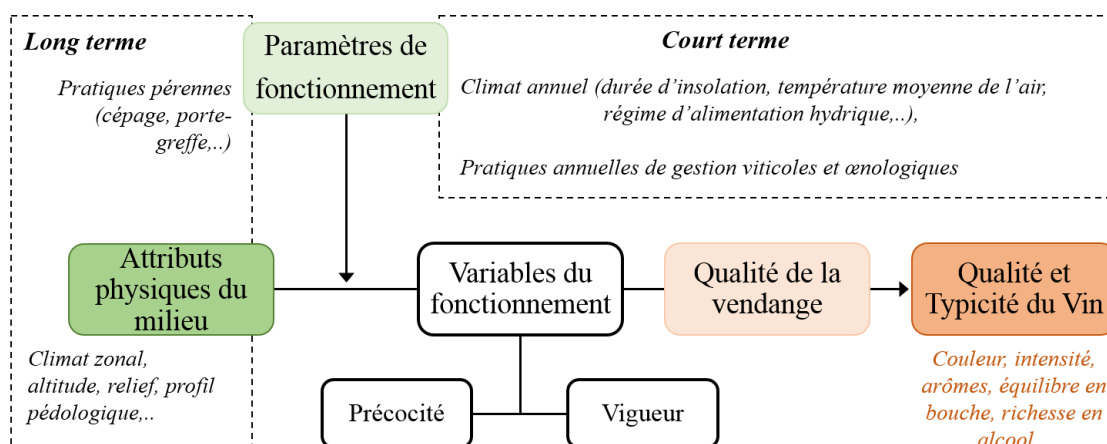 Long terme
Paramètres de
fonctionnement
Court terme
Pratiques pérennes
(cépage, porte-
greffe,..)
Climat annuel (durée d’insolation, température moyenne de l’air,
régime d’alimentation hydrique,..),
Pratiques annuelles de gestion viticoles et œnologiques
Attributs
physiques du
milieu
Variables du
fonctionnement
Qualité de la
vendange
Qualité et
Typicité du Vin
Climat zonal,
altitude, relief, profil
pédologique,..
Précocité
Vigueur
Couleur, intensité,
arômes, équilibre en
bouche, richesse en
alcool